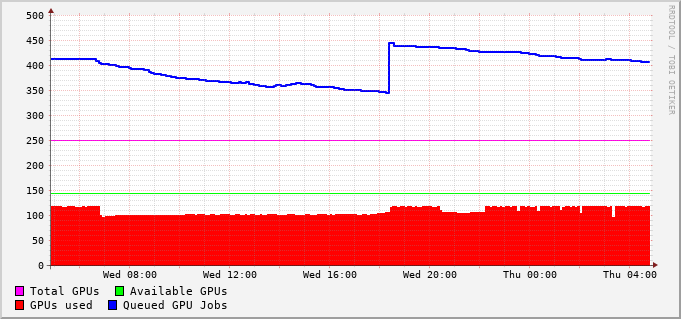 500
450
400
350
300
250
200
150
100
50
0
Wed 08:00 Wed 12:00 Wed 16:00 Wed 20:00 Thu 00:00 Thu 04:00
Total GPUs Available GPUs
GPUs used Queued GPU Jobs
RRDTOOL / TOBI OETIKER